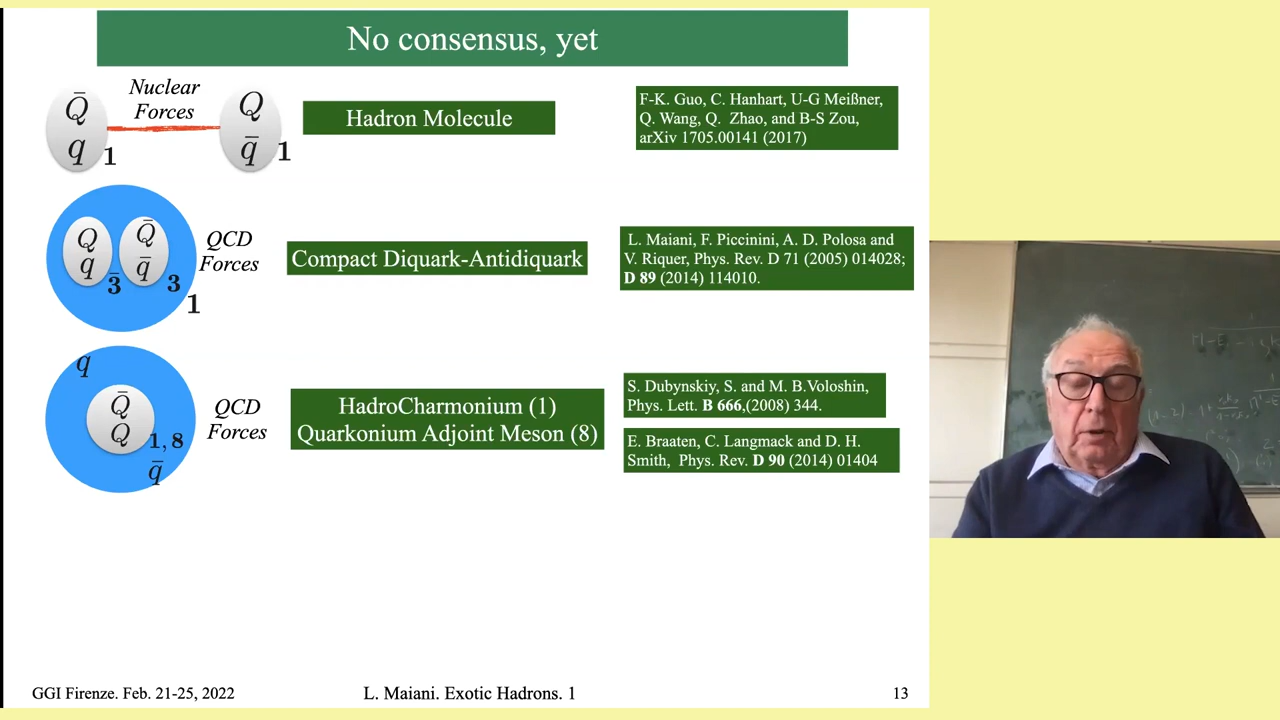 No consensus, yet
Nuclear
Forces
Q̄
q
1
Q
q̄
1
Hadron Molecule
F-K. Guo, C. Hanhart, U-G Meißner,
Q. Wang, Q. Zhao, and B-S Zou,
arXiv 1705.00141 (2017)
Q
q
3̄
Q̄
q̄
3
1
QCD
Forces
Compact Diquark-Antidiquark
L. Maiani, F. Piccinini, A. D. Polosa and
V. Riquer, Phys. Rev. D 71 (2005) 014028;
D 89 (2014) 114010.
q
Q̄
Q
1, 8
q̄
QCD
Forces
HadroCharmonium (1)
Quarkonium Adjoint Meson (8)
S. Dubynskiy, S. and M. B.Voloshin,
Phys. Lett. B 666,(2008) 344.
E. Braaten, C. Langmack and D. H.
Smith, Phys. Rev. D 90 (2014) 01404
GGI Firenze. Feb. 21-25, 2022
L. Maiani. Exotic Hadrons. 1
13